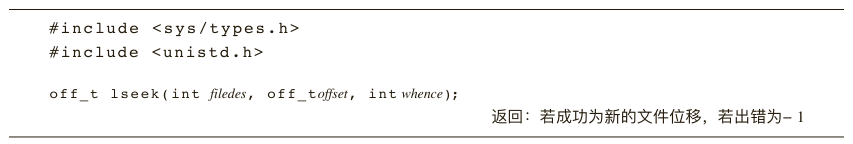 #include <sys/types.h>
#include <unistd.h>
off_t lseek(int filedes, off_toffset, int whence);
返回：若成功为新的文件位移，若出错为– 1